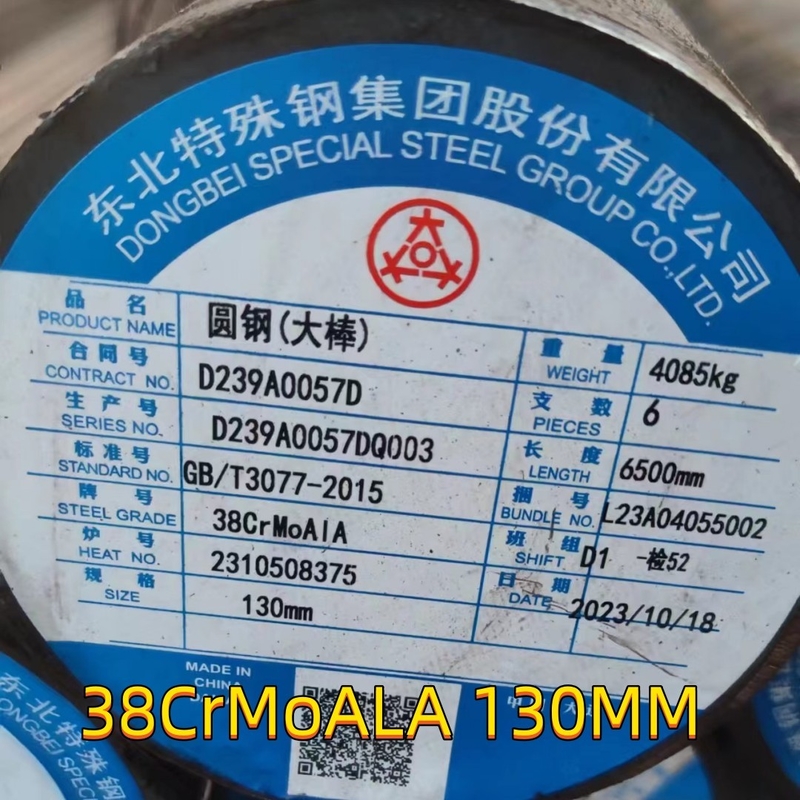 东北特殊钢集团股份有限公司
DONGBEI SPECIAL STEEL GROUP CO.,LTD.
大
品 名 圆钢(大棒)
PRODUCT NAME
重 量 4085kg
WEIGHT
合同号 D239A0057D
CONTRACT NO.
支 数 6
PIECES
生产号 D239A0057DQ003
SERIES NO.
长 度 6500mm
LENGTH
标准号 GB/T3077-2015
STANDARD NO.
捆 号 L23A04055002
BUNDLE NO.
牌 号 38CrMoAlA
STEEL GRADE
班 组 D1 -检52
SHIFT
炉 号 2310508375
HEAT NO.
日 期 2023/10/18
DATE
规 格 130mm
SIZE
MADE IN
CHINA
38CrMoALA 130MM
东北特殊钢
DONGBEI SPEC